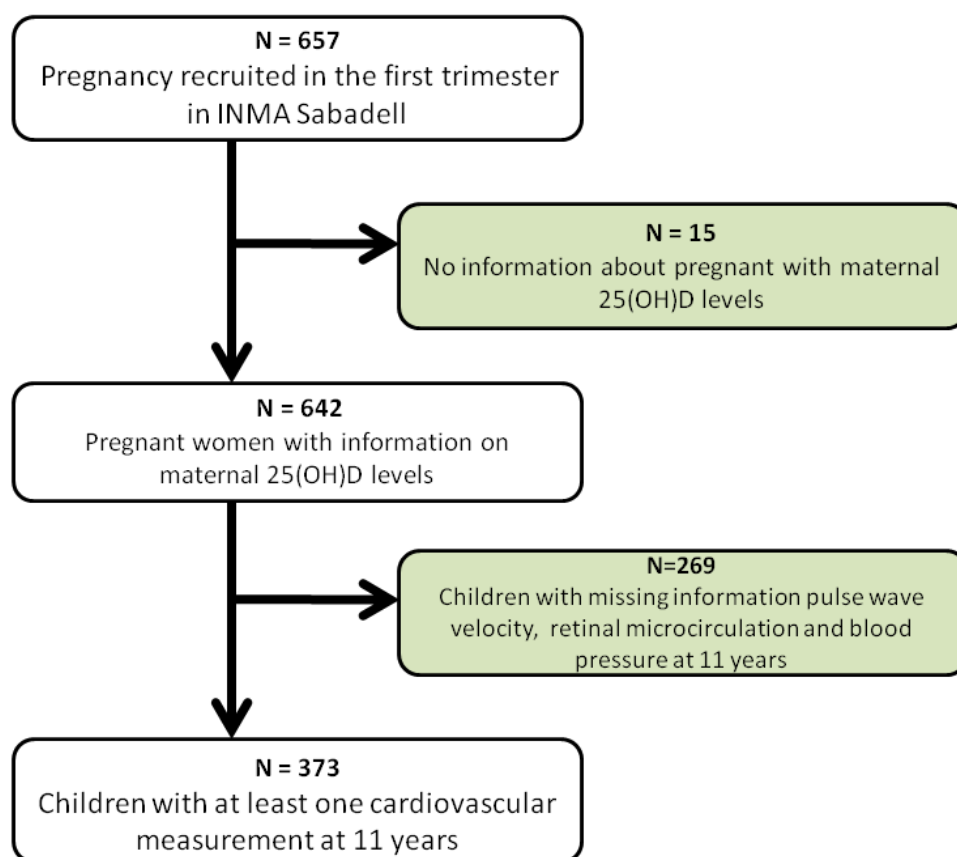 N = 657
Pregnancy recruited in the first trimester
in INMA Sabadell
N = 15
No information about pregnant with maternal
25(OH)D levels
N = 642
Pregnant women with information on
maternal 25(OH)D levels
N=269
Children with missing information pulse wave
velocity, retinal microcirculation and blood
pressure at 11 years
N = 373
Children with at least one cardiovascular
measurement at 11 years